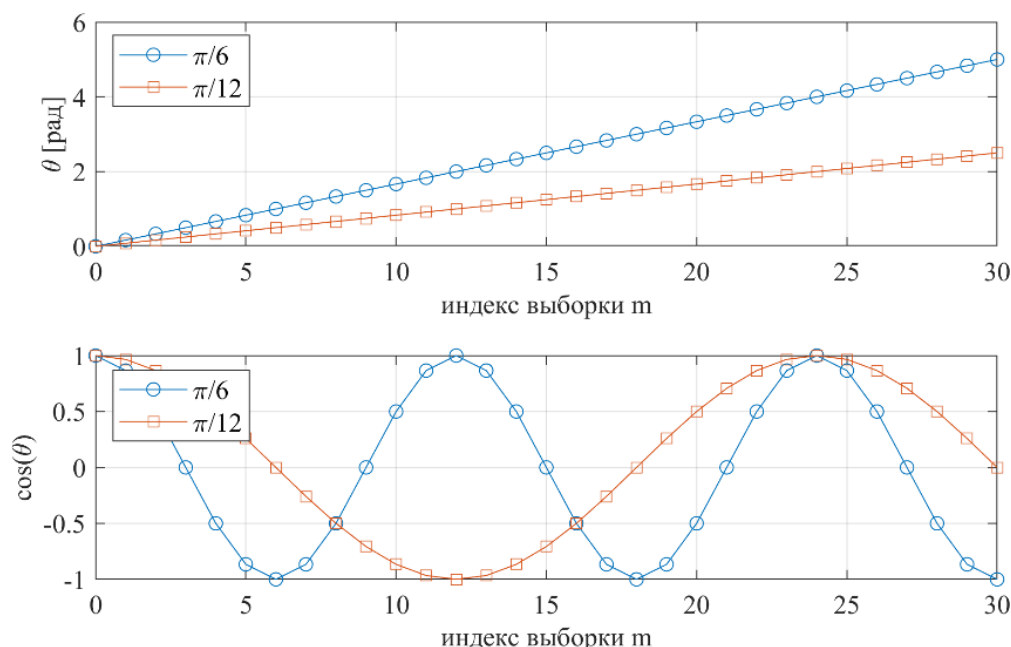 6
4
2
0
θ [рад]
π/6
π/12
0 5 10 15 20 25 30
индекс выборки m
1
0.5
0
-0.5
-1
cos(θ)
π/6
π/12
0 5 10 15 20 25 30
индекс выборки m